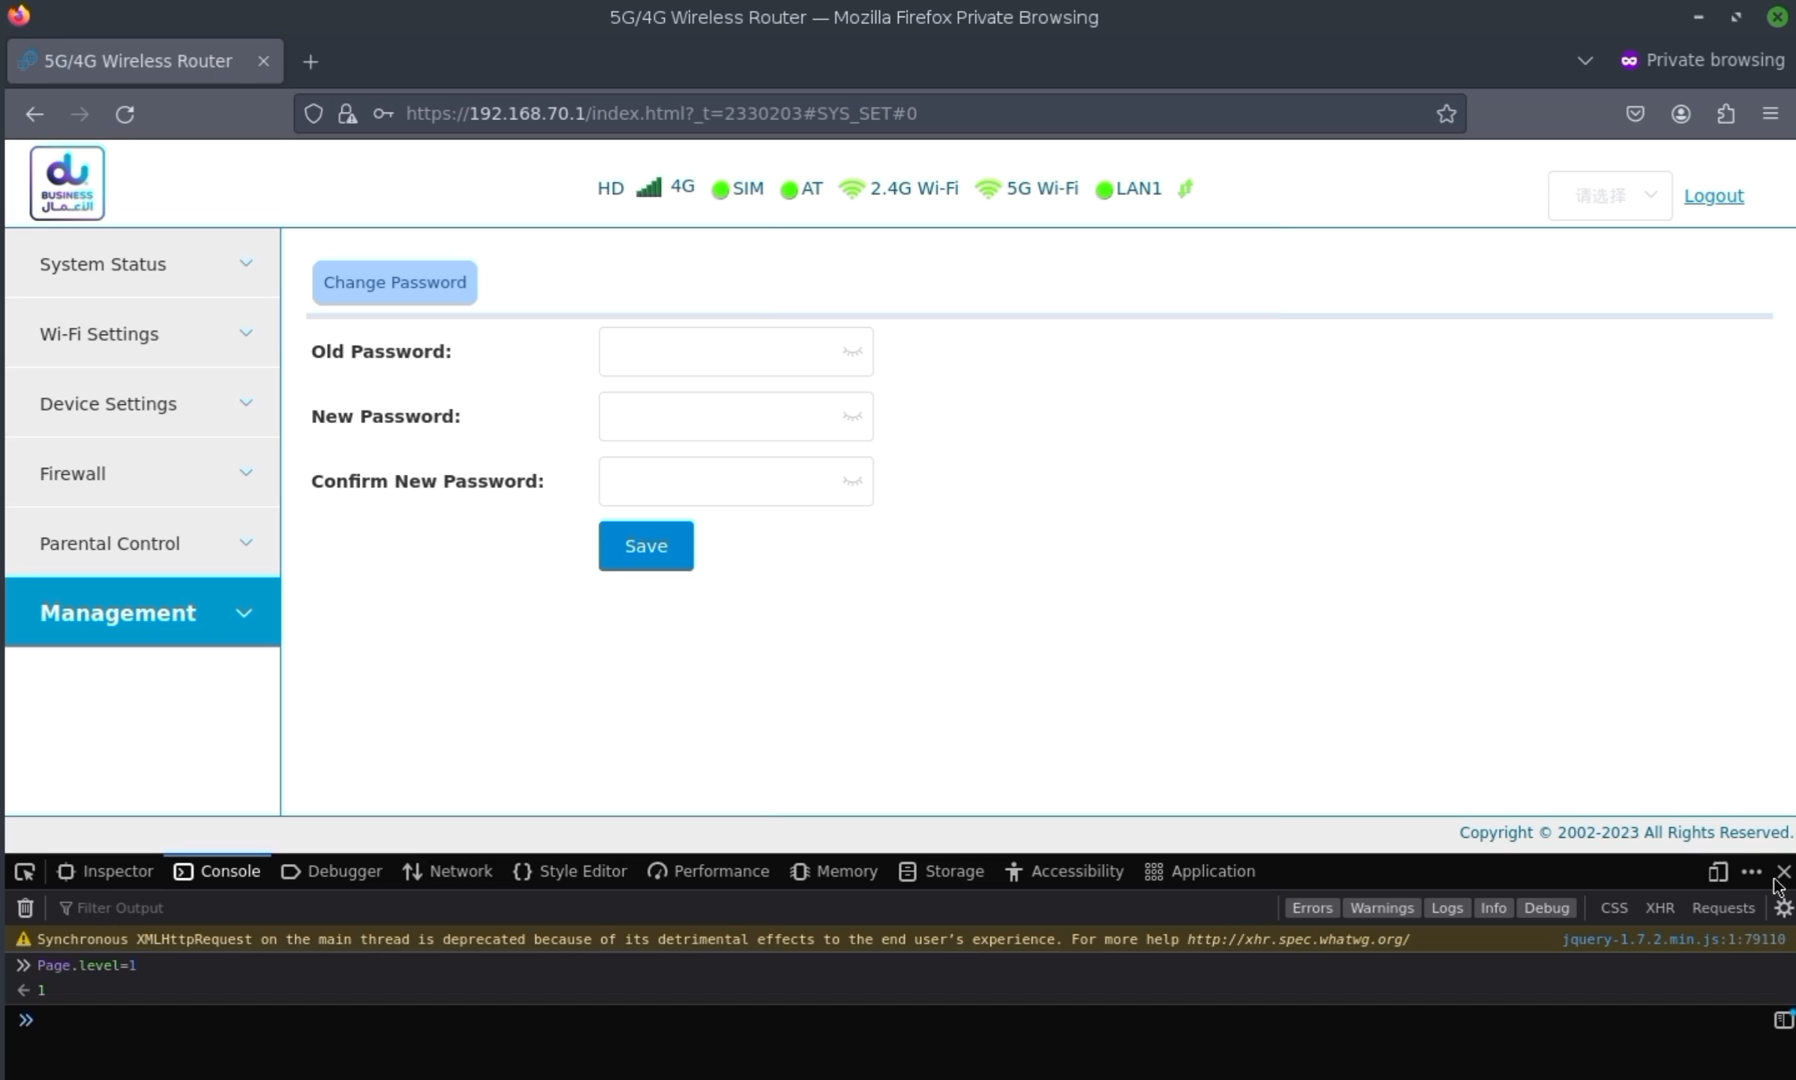 5G/4G Wireless Router — Mozilla Firefox Private Browsing
5G/4G Wireless Router
Private browsing
https://192.168.70.1/index.html?_t=2330203#SYS_SET#0
du
BUSINESS
الأعمال
HD 4G SIM AT 2.4G Wi-Fi 5G Wi-Fi LAN1
请选择
Logout
System Status
Wi-Fi Settings
Device Settings
Firewall
Parental Control
Management
Change Password
Old Password:
New Password:
Confirm New Password:
Save
Copyright © 2002-2023 All Rights Reserved.
Inspector Console Debugger Network Style Editor Performance Memory Storage Accessibility Application
Filter Output
Errors Warnings Logs Info Debug CSS XHR Requests
Synchronous XMLHttpRequest on the main thread is deprecated because of its detrimental effects to the end user’s experience. For more help http://xhr.spec.whatwg.org/ jquery-1.7.2.min.js:1:79110
Page.level=1
1